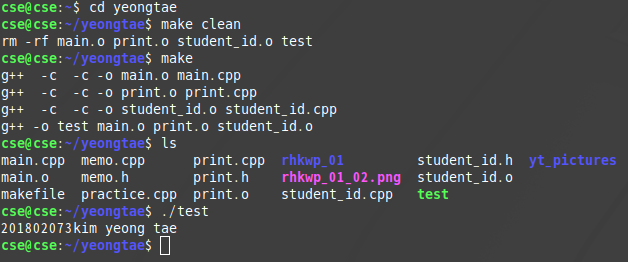 cse@cse:~$ cd yeongtae
cse@cse:~/yeongtae$ make clean
rm -rf main.o print.o student_id.o test
cse@cse:~/yeongtae$ make
g++  -c  -c -o main.o main.cpp
g++  -c  -c -o print.o print.cpp
g++  -c  -c -o student_id.o student_id.cpp
g++ -o test main.o print.o student_id.o
cse@cse:~/yeongtae$ ls
main.cpp  memo.cpp      print.cpp  rhkwp_01         student_id.h  yt_pictures
main.o    memo.h        print.h    rhkwp_01_02.png  student_id.o
makefile  practice.cpp  print.o    student_id.cpp   test
cse@cse:~/yeongtae$ ./test
201802073kim yeong tae
cse@cse:~/yeongtae$